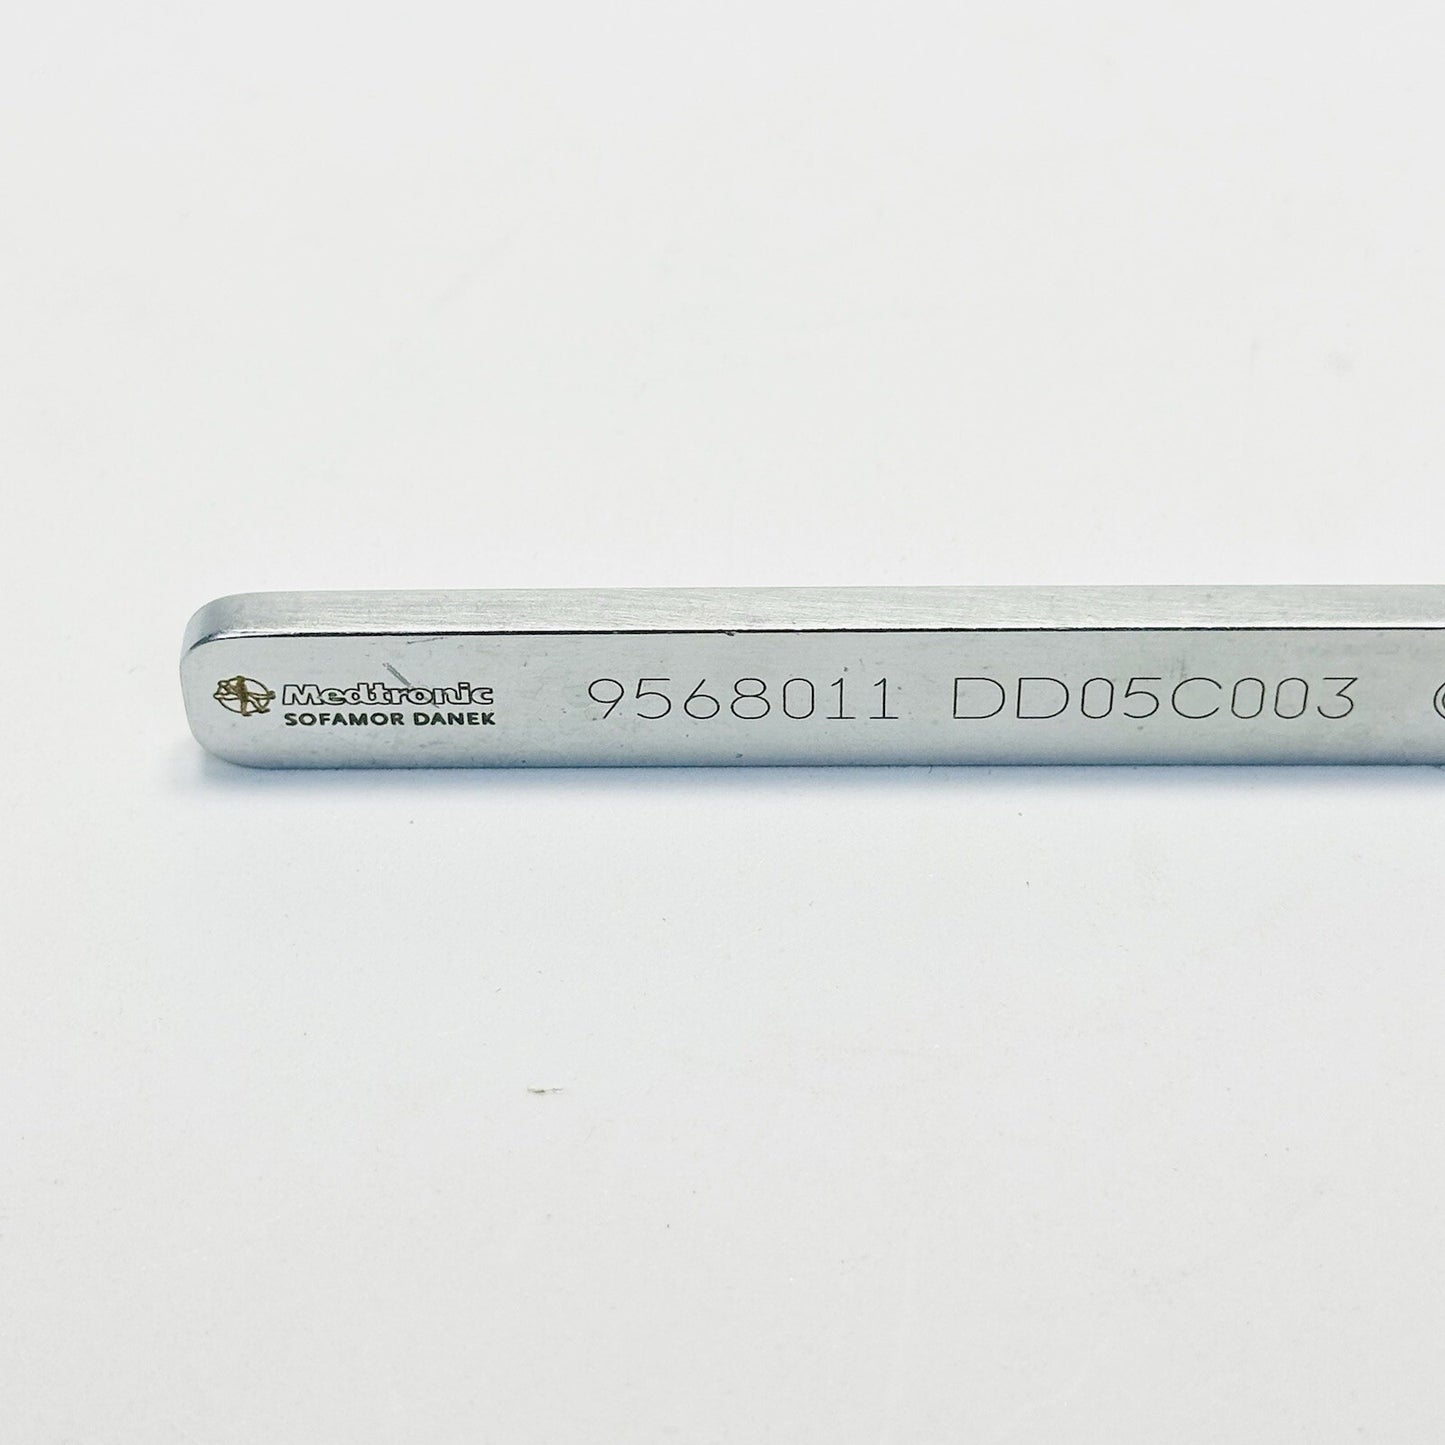 Medtronic
SOFAMOR DANEK
9568011 DD05C003